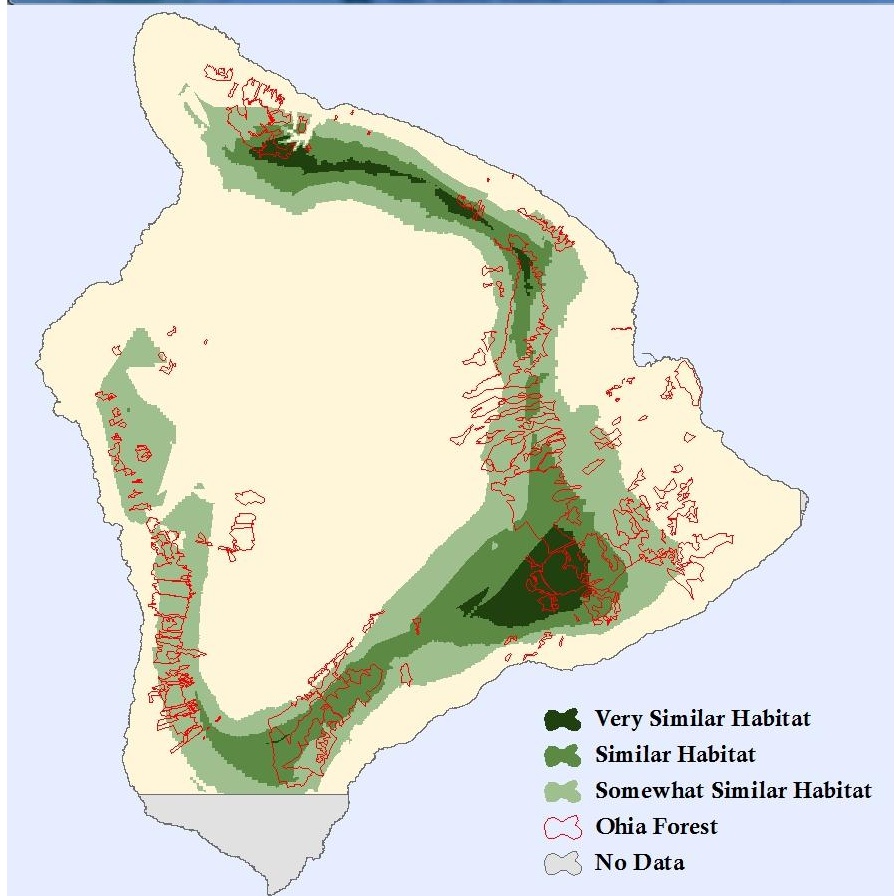 Very Similar Habitat
Similar Habitat
Somewhat Similar Habitat
Ohia Forest
No Data